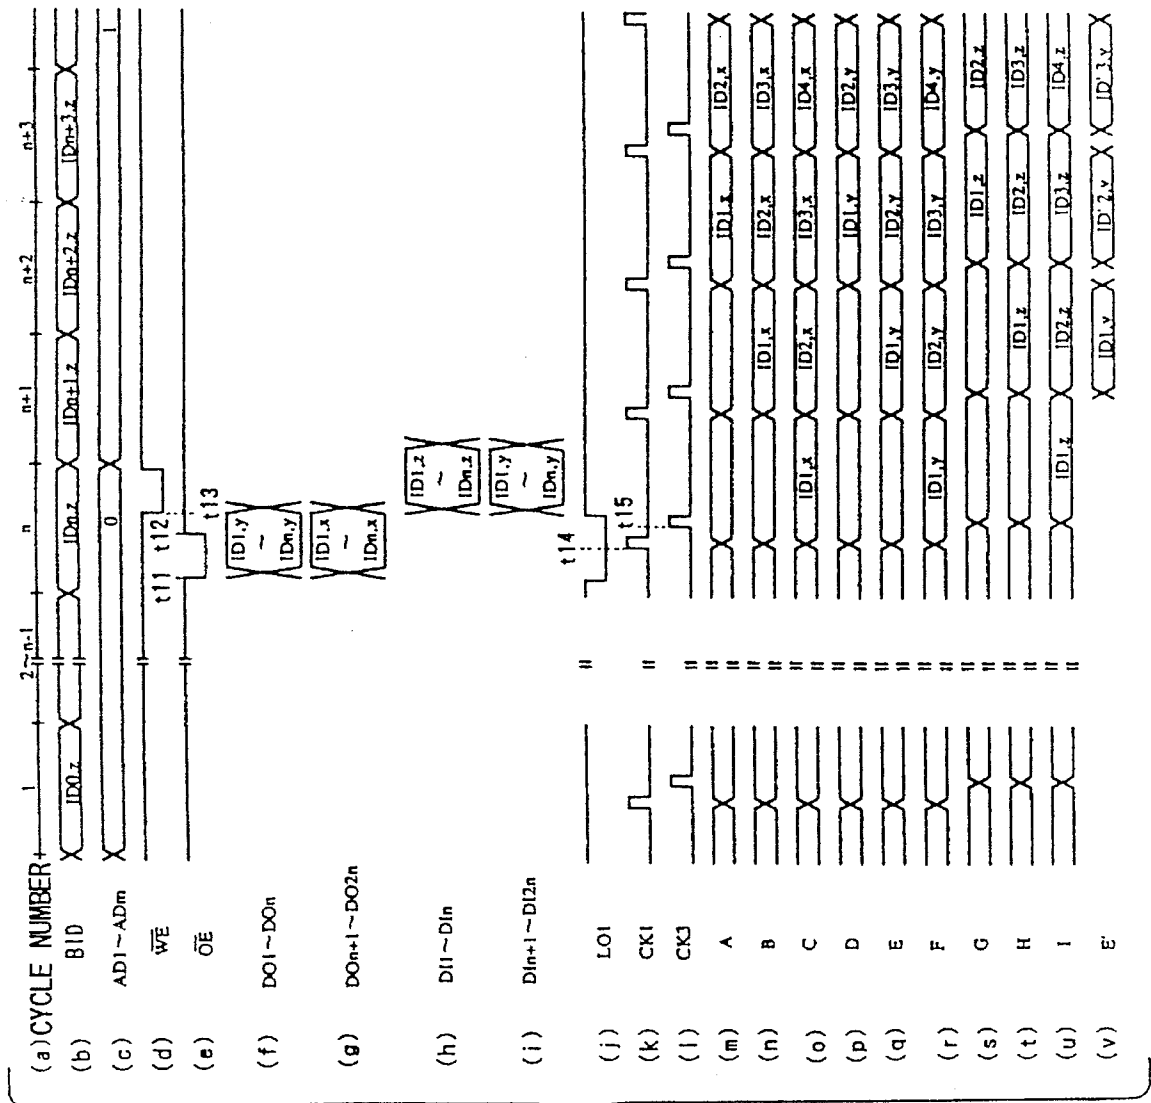 (a) CYCLE NUMBER 1 2~n-1 n n+1 n+2 n+3
(b) BID ID0,z IDn,z IDn+1,z IDn+2,z IDn+3,z
(c) AD1~ADm 0 1
(d) WE t12 t13
(e) OE t11
(f) DO1~DOn ID1,y ~ IDn,y
(g) DOn+1~DO2n ID1,x ~ IDn,x
(h) DI1~DIn ID1,z ~ IDn,z
(i) DIn+1~DI2n ID1,y ~ IDn,y
(j) LO1
(k) CK1 t14
(l) CK3 t15
(m) A ID1,x ID2,x
(n) B ID1,x ID2,x ID3,x
(o) C ID1,x ID2,x ID3,x ID4,x
(p) D ID1,y ID2,y
(q) E ID1,y ID2,y ID3,y
(r) F ID1,y ID2,y ID3,y ID4,y
(s) G ID1,z ID2,z
(t) H ID1,z ID2,z ID3,z
(u) I ID1,z ID2,z ID3,z ID4,z
(v) E' ID1,y ID'2,y ID'3,y